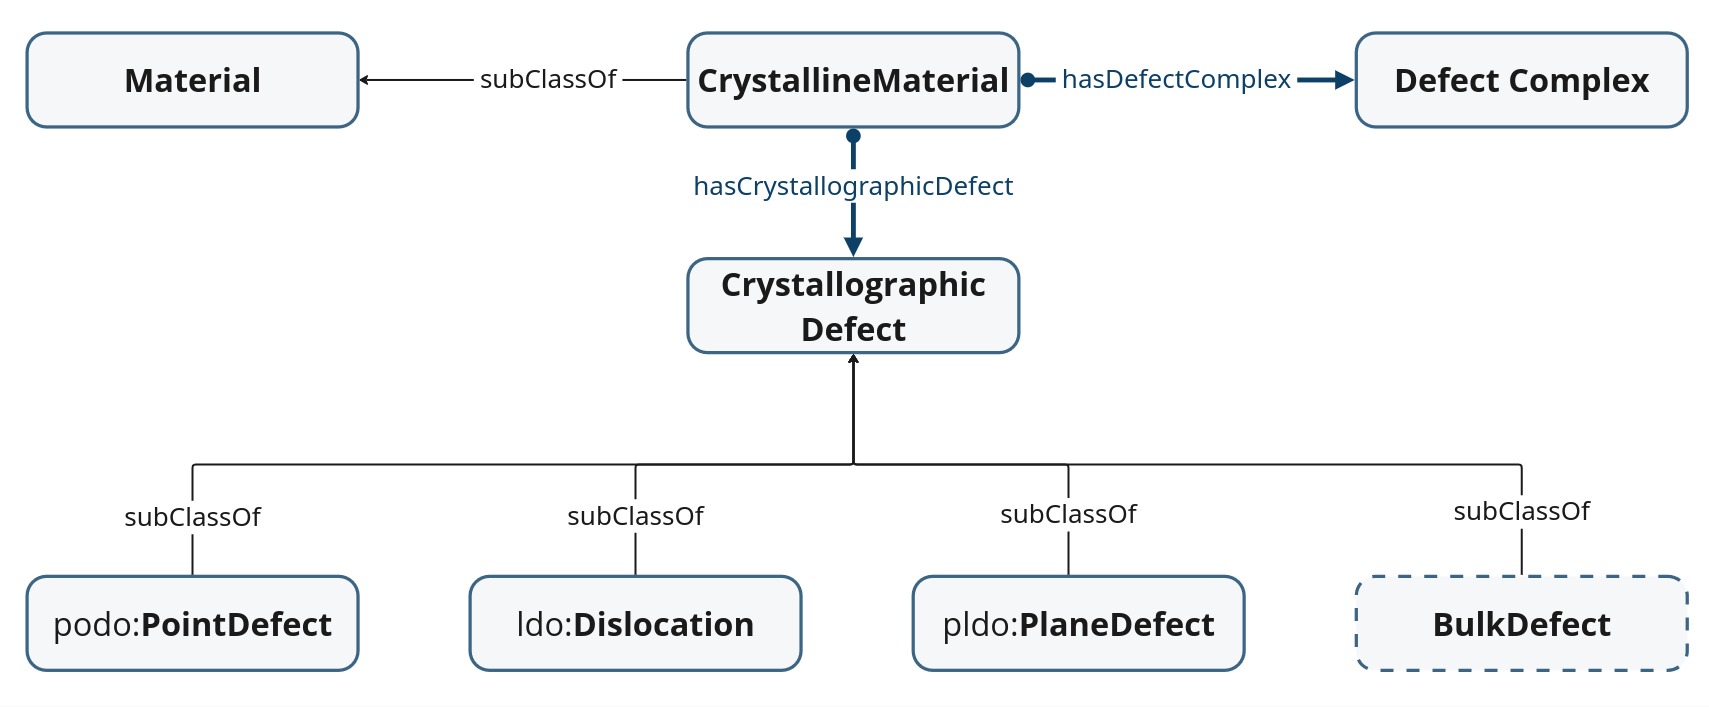 Material
subClassOf
CrystallineMaterial
hasDefectComplex
Defect Complex
hasCrystallographicDefect
Crystallographic
Defect
subClassOf
subClassOf
subClassOf
subClassOf
podo:PointDefect
ldo:Dislocation
pldo:PlaneDefect
BulkDefect